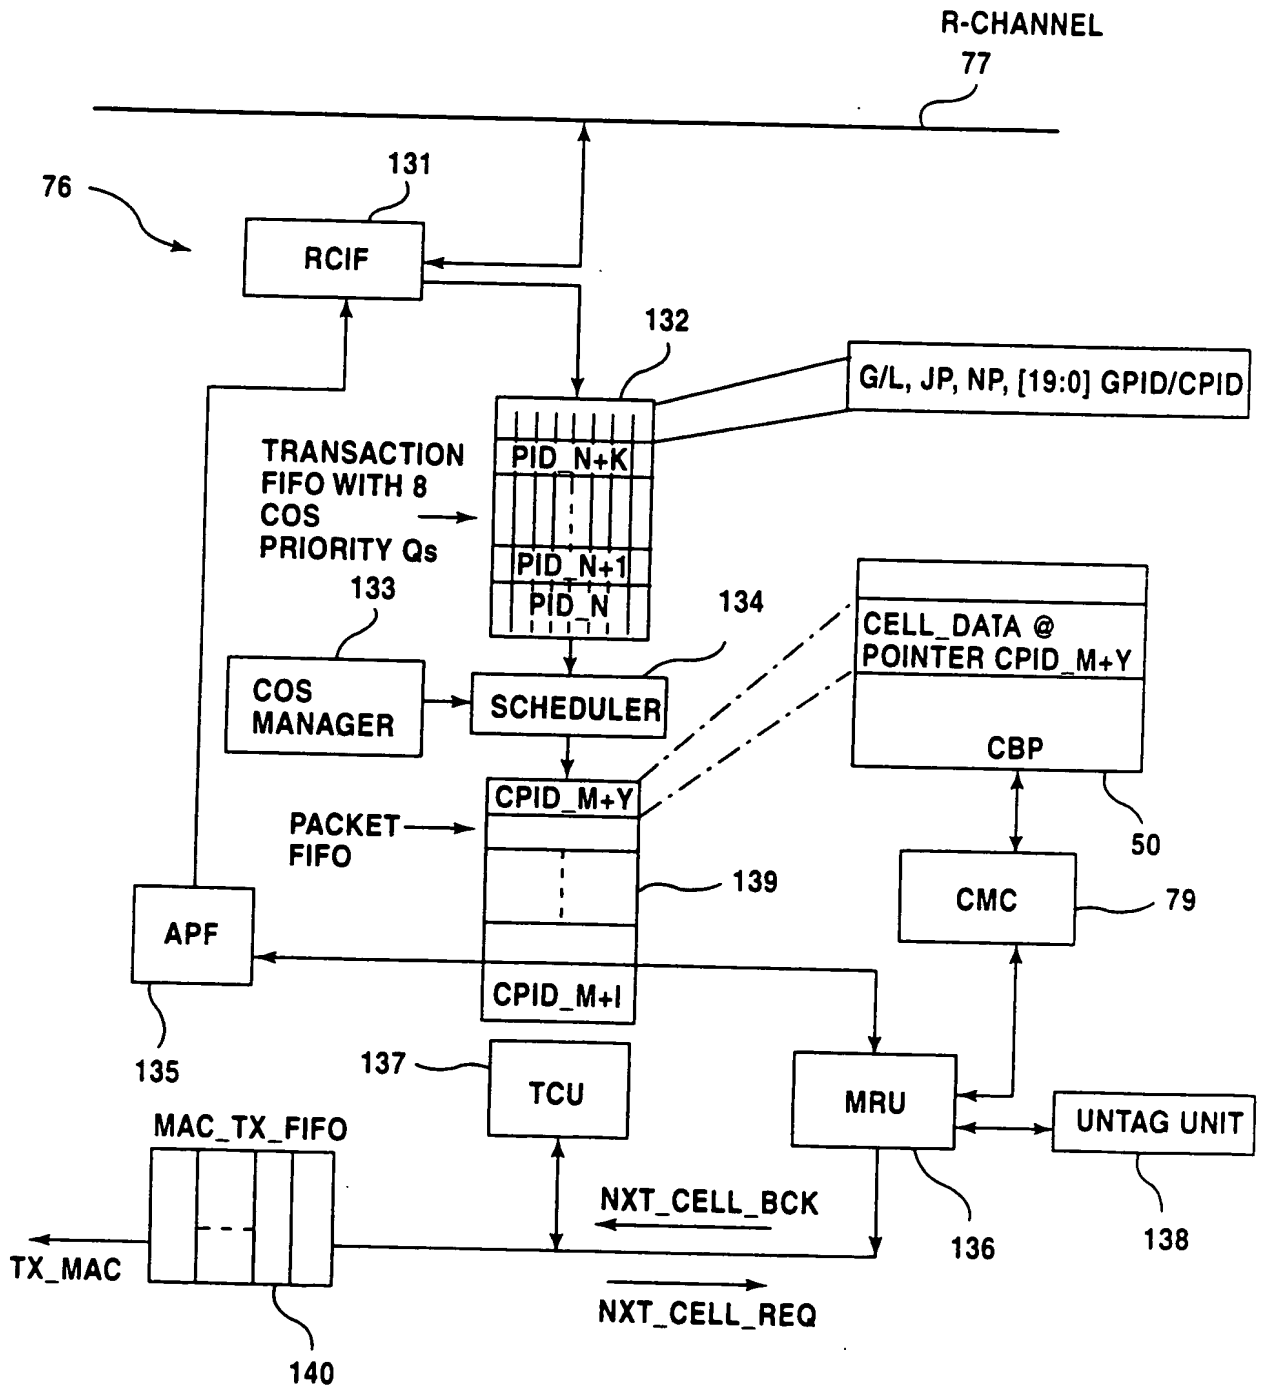 R-CHANNEL
77
131
76
RCIF
132
G/L, JP, NP, [19:0] GPID/CPID
TRANSACTION
FIFO WITH 8
COS
PRIORITY Qs
PID_N+K
PID_N+1
PID_N
133
134
COS
MANAGER
SCHEDULER
CELL_DATA @
POINTER CPID_M+Y
CBP
50
CPID_M+Y
PACKET
FIFO
139
CMC
79
APF
135
CPID_M+I
137
TCU
MRU
136
UNTAG UNIT
138
MAC_TX_FIFO
NXT_CELL_BCK
TX_MAC
NXT_CELL_REQ
140